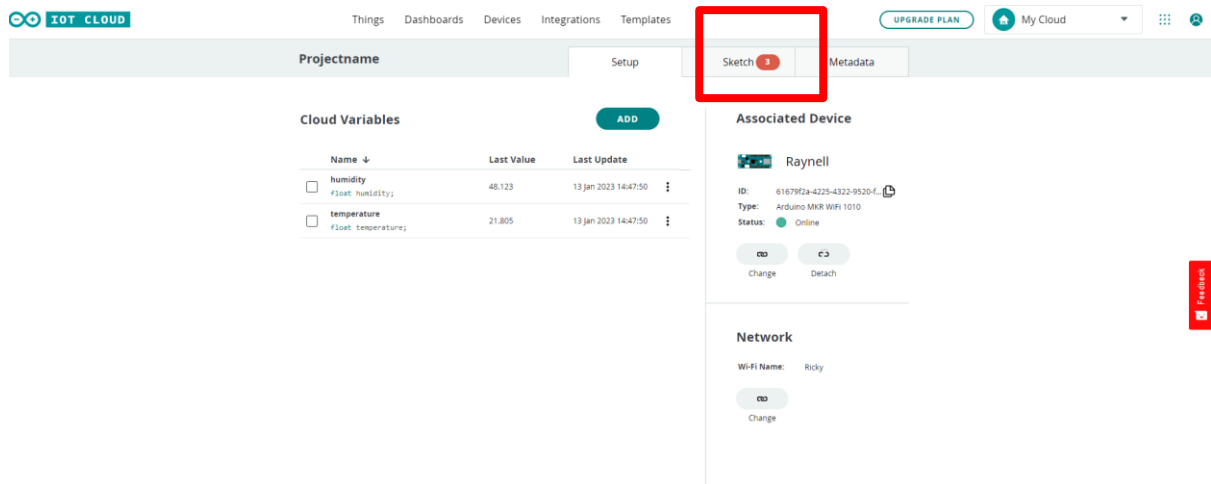 IOT CLOUD
Things Dashboards Devices Integrations Templates
UPGRADE PLAN
My Cloud
Projectname
Setup
Sketch 3
Metadata
Cloud Variables
ADD
Name Last Value Last Update
humidity
float humidity;
48.123
13 Jan 2023 14:47:50
temperature
float temperature;
21.805
13 Jan 2023 14:47:50
Associated Device
Raynell
ID: 61679f2a-4225-4322-9520-f...
Type: Arduino MKR WiFi 1010
Status: Online
Change Detach
Network
Wi-Fi Name: Ricky
Change
Feedback